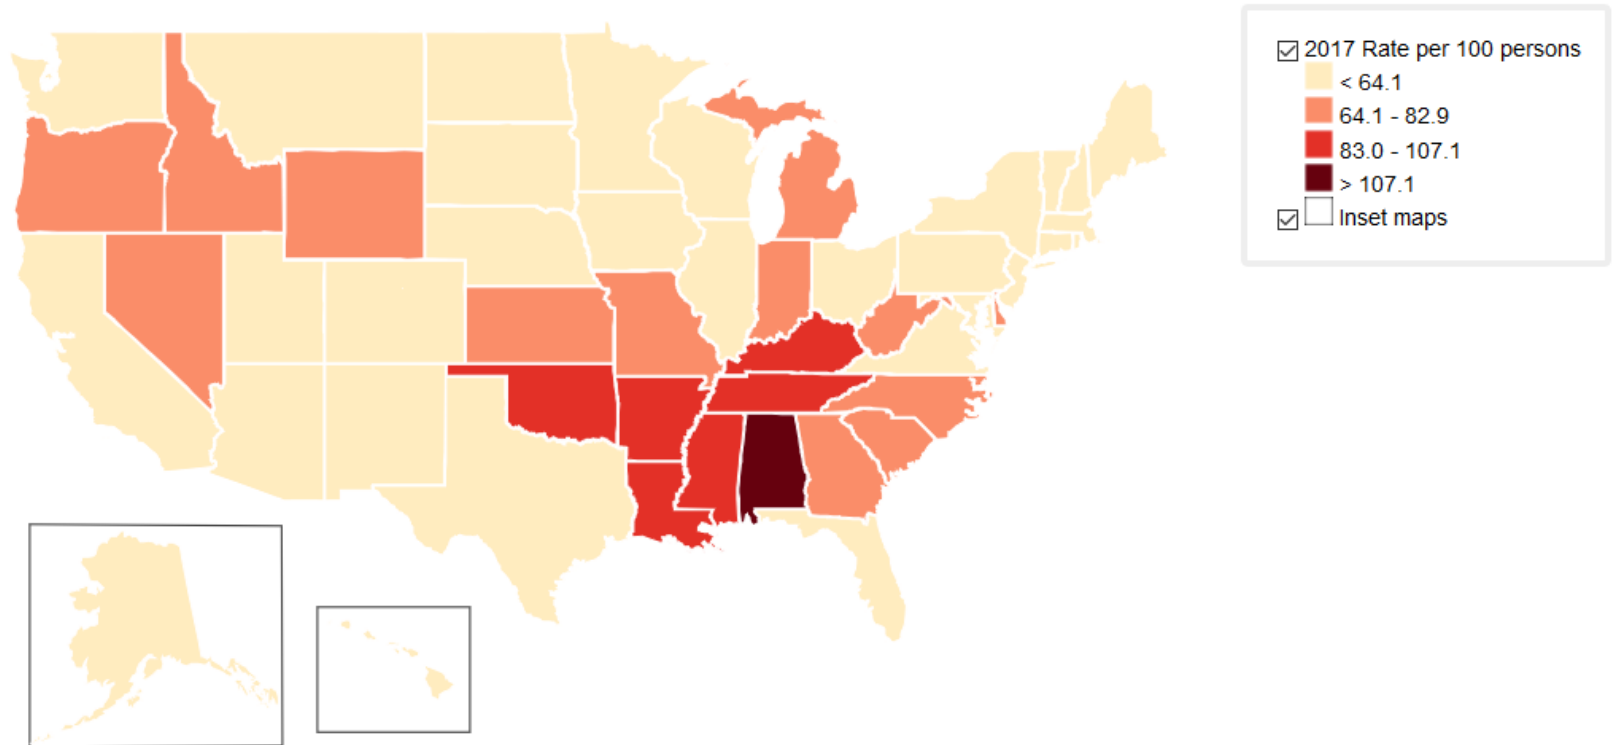 2017 Rate per 100 persons
< 64.1
64.1 - 82.9
83.0 - 107.1
> 107.1
Inset maps